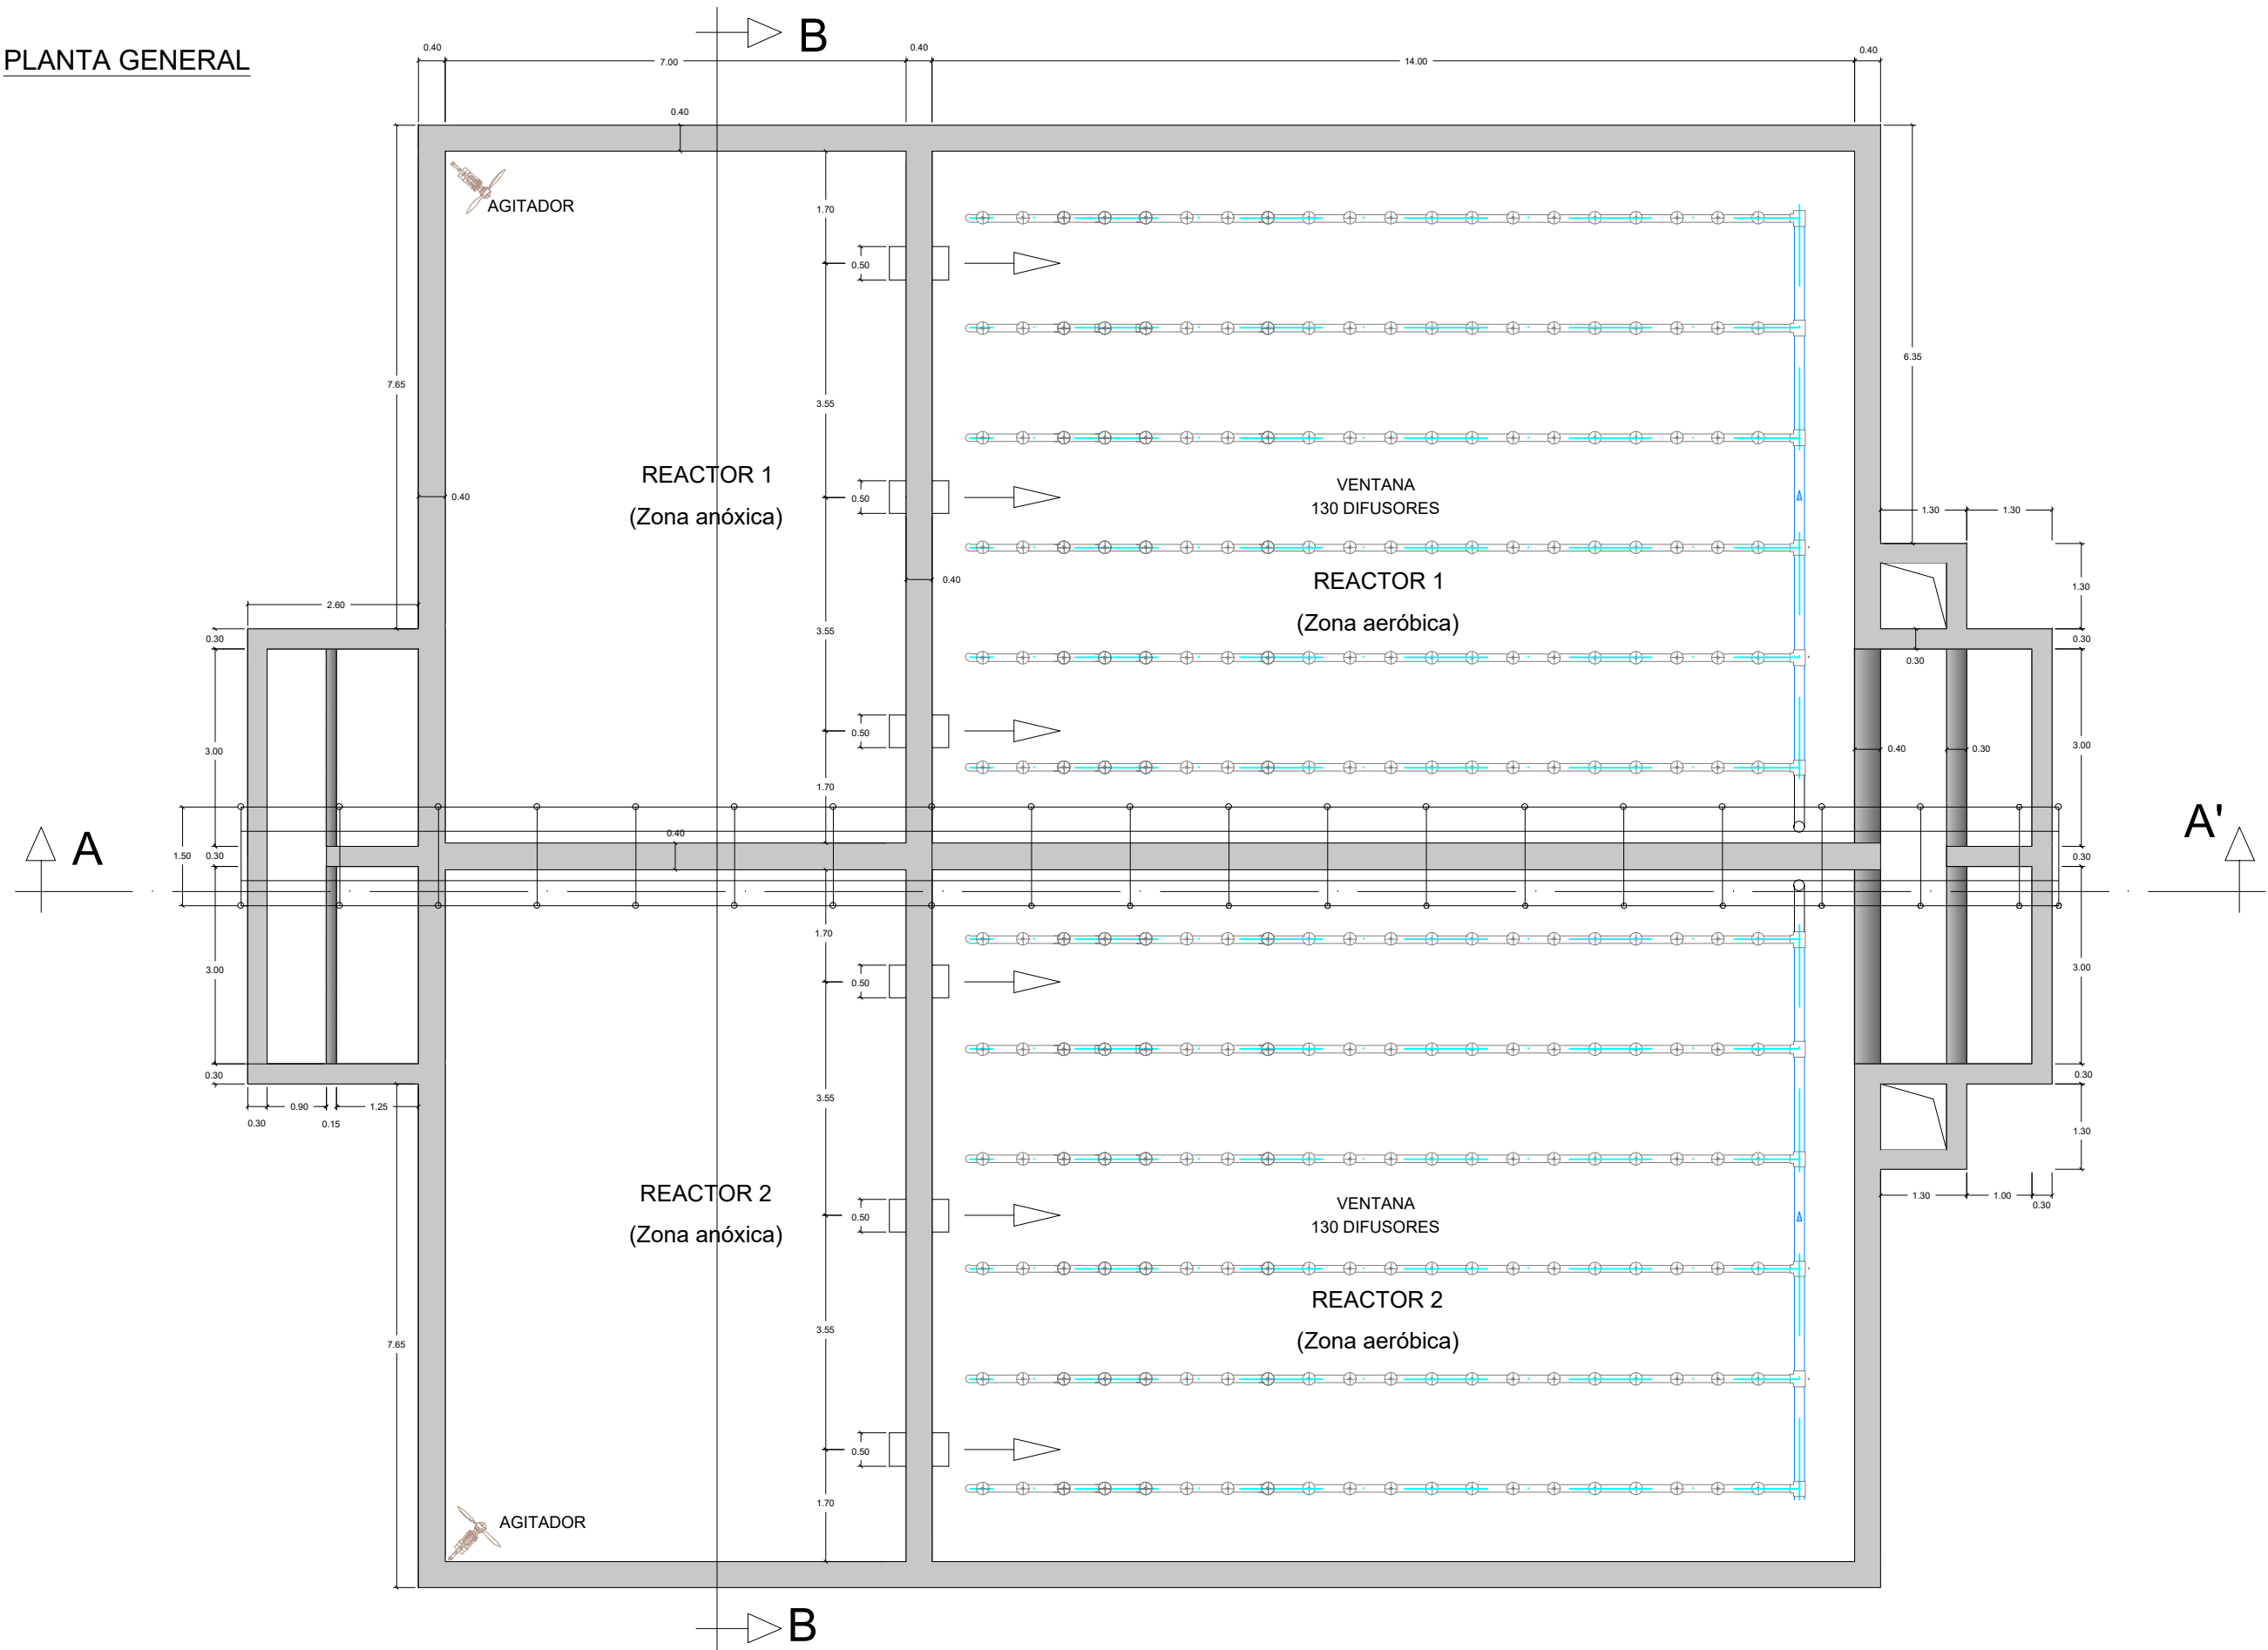 PLANTA GENERAL
B
0.40
7.00
0.40
14.00
0.40
0.40
AGITADOR
1.70
0.50
7.65
3.55
6.35
REACTOR 1
(Zona anóxica)
0.40
0.50
VENTANA
130 DIFUSORES
1.30
1.30
0.40
REACTOR 1
(Zona aeróbica)
1.30
2.60
0.30
3.55
0.30
0.30
0.50
3.00
0.40
0.30
3.00
1.70
A
1.50
0.30
0.40
0.30
A'
1.70
3.00
0.50
3.00
0.30
0.30
0.90
0.15
1.25
3.55
0.30
1.30
REACTOR 2
(Zona anóxica)
0.50
VENTANA
130 DIFUSORES
1.30
1.00
0.30
REACTOR 2
(Zona aeróbica)
7.65
3.55
0.50
1.70
AGITADOR
B